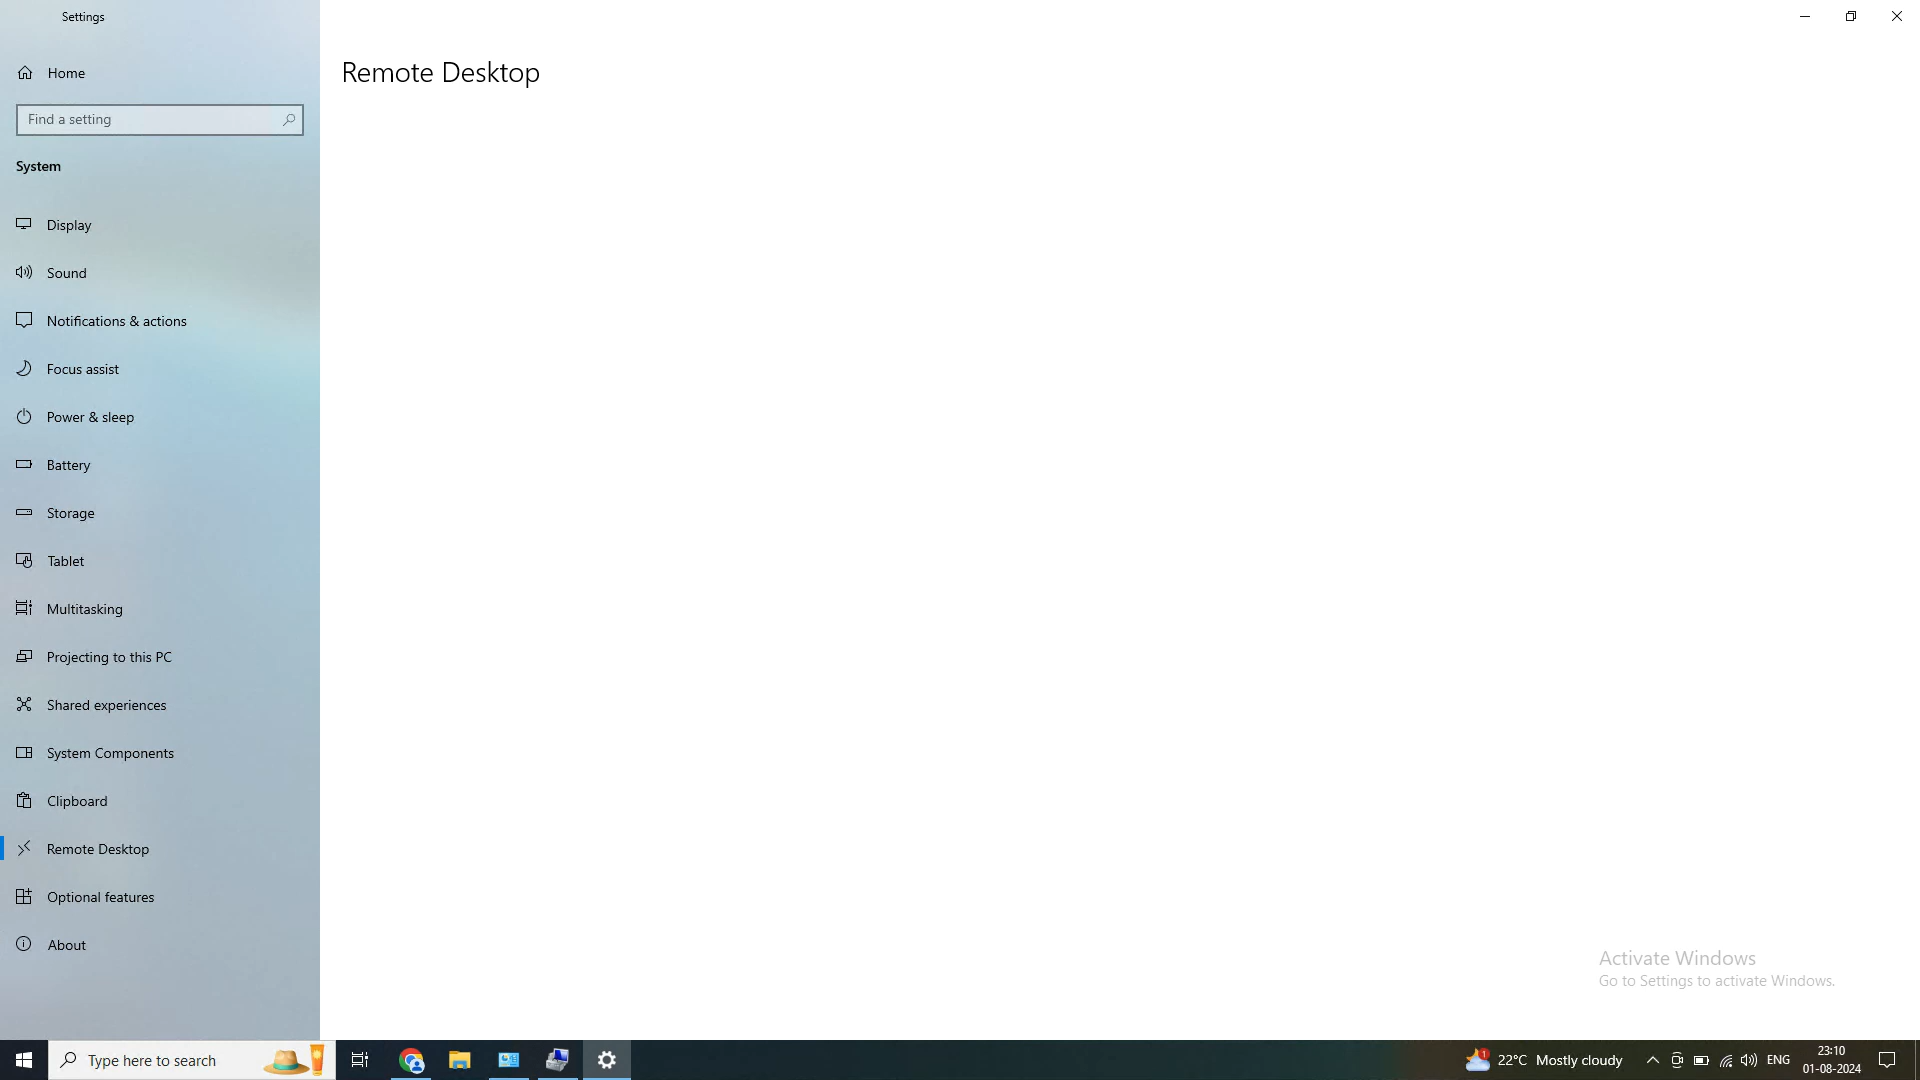 Settings
Home
Find a setting
System
Display
Sound
Notifications & actions
Focus assist
Power & sleep
Battery
Storage
Tablet
Multitasking
Projecting to this PC
Shared experiences
System Components
Clipboard
Remote Desktop
Optional features
About
Remote Desktop
Activate Windows
Go to Settings to activate Windows.
Type here to search
1
22°C Mostly cloudy
ENG
23:10
01-08-2024